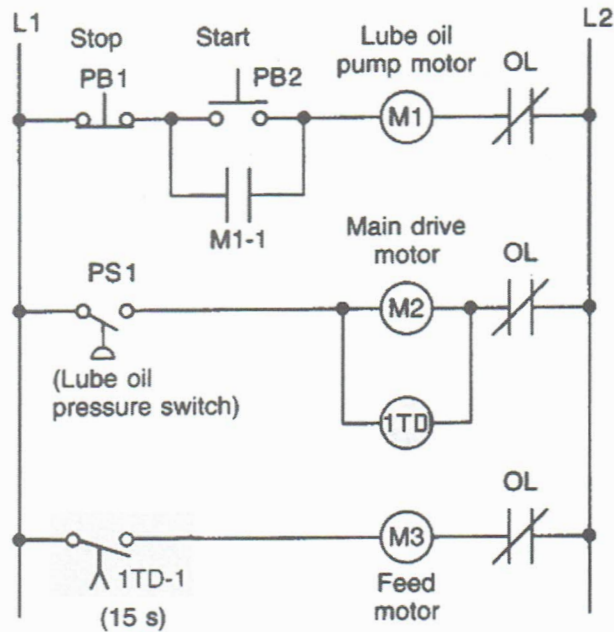 L1
L2
Stop
Start
Lube oil
pump motor
OL
PB1
PB2
M1
M1-1
Main drive
motor
OL
PS1
M2
(Lube oil
pressure switch)
1TD
OL
M3
1TD-1
Feed
motor
(15 s)